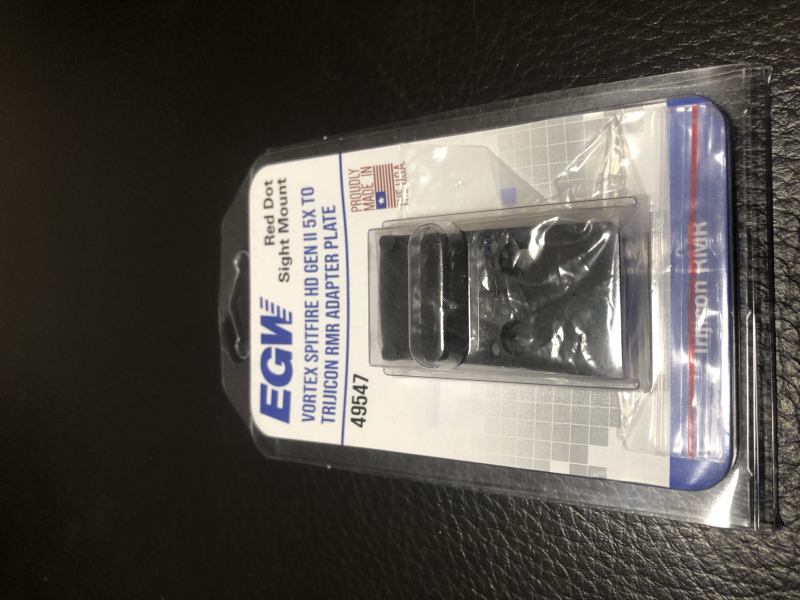 EGW
Red Dot
Sight Mount
VORTEX SPITFIRE HD GEN II 5X TO
TRIJICON RMR ADAPTER PLATE
49547
PROUDLY
MADE IN
THE USA
Trijicon RMR